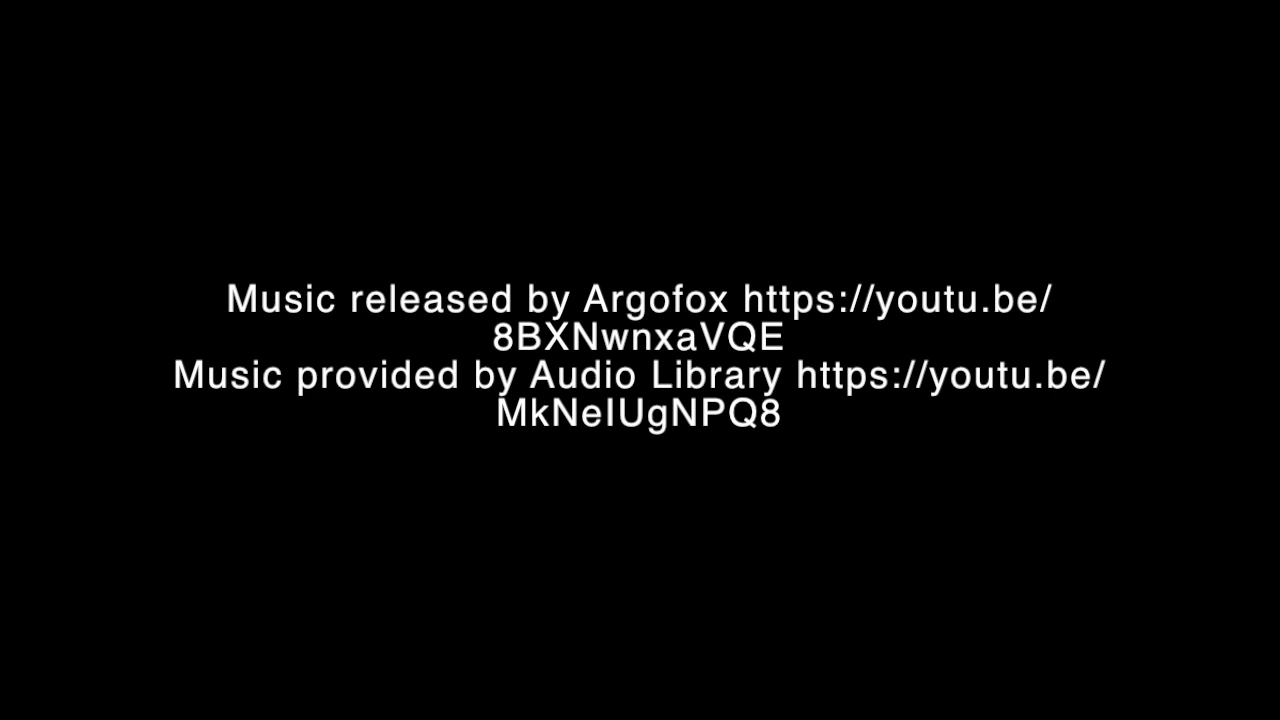 Music released by Argofox https://youtu.be/
8BXNwnxaVQE
Music provided by Audio Library https://youtu.be/
MkNeIUgNPQ8